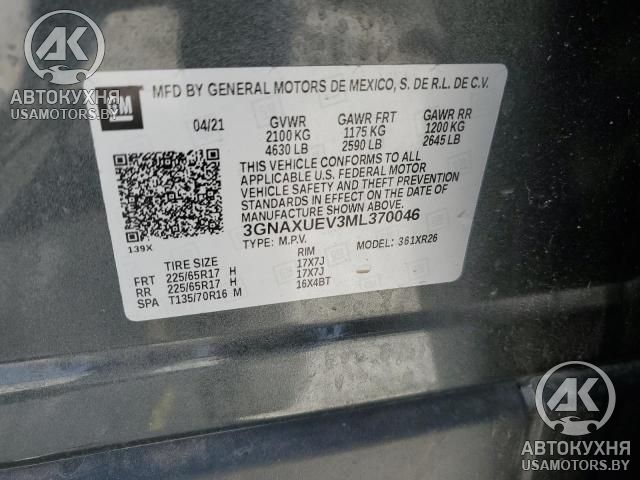 АК
АВТОКУХНЯ
USAMOTORS.BY
GM
MFD BY GENERAL MOTORS DE MEXICO, S. DE R.L. DE C.V.
04/21 GVWR GAWR FRT GAWR RR
2100 KG 1175 KG 1200 KG
4630 LB 2590 LB 2645 LB
THIS VEHICLE CONFORMS TO ALL
APPLICABLE U.S. FEDERAL MOTOR
VEHICLE SAFETY AND THEFT PREVENTION
STANDARDS IN EFFECT ON THE DATE OF
MANUFACTURE SHOWN ABOVE.
3GNAXUEV3ML370046
139X TYPE: M.P.V. MODEL: 361XR26
TIRE SIZE RIM
FRT 225/65R17 H 17X7J
RR 225/65R17 H 17X7J
SPA T135/70R16 M 16X4BT
АК
АВТОКУХНЯ
USAMOTORS.BY